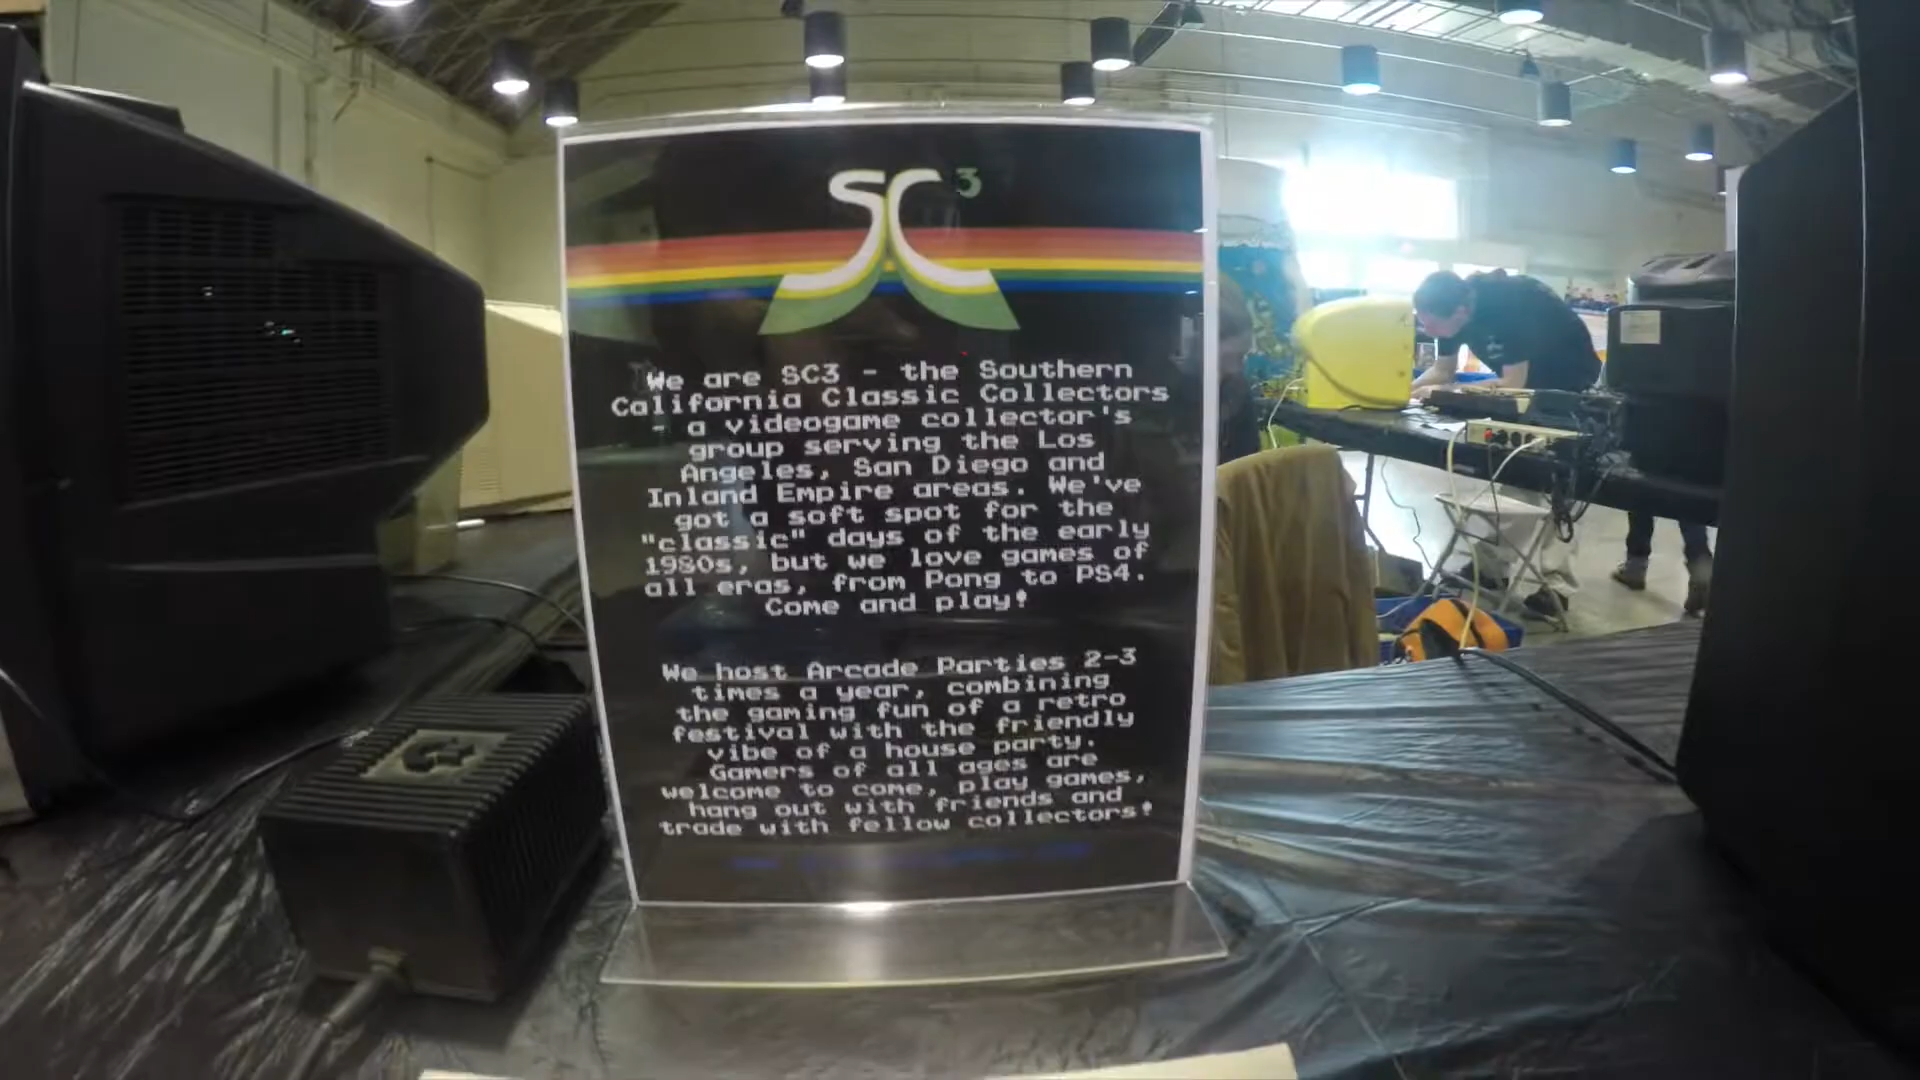 SC3
We are SC3 - the Southern
California Classic Collectors
- a videogame collector's
group serving the Los
Angeles, San Diego and
Inland Empire areas. We've
got a soft spot for the
"classic" days of the early
1980s, but we love games of
all eras, from Pong to PS4.
Come and play!
We host Arcade Parties 2-3
times a year, combining
the gaming fun of a retro
festival with the friendly
vibe of a house party.
Gamers of all ages are
welcome to come, play games,
hang out with friends and
trade with fellow collectors!